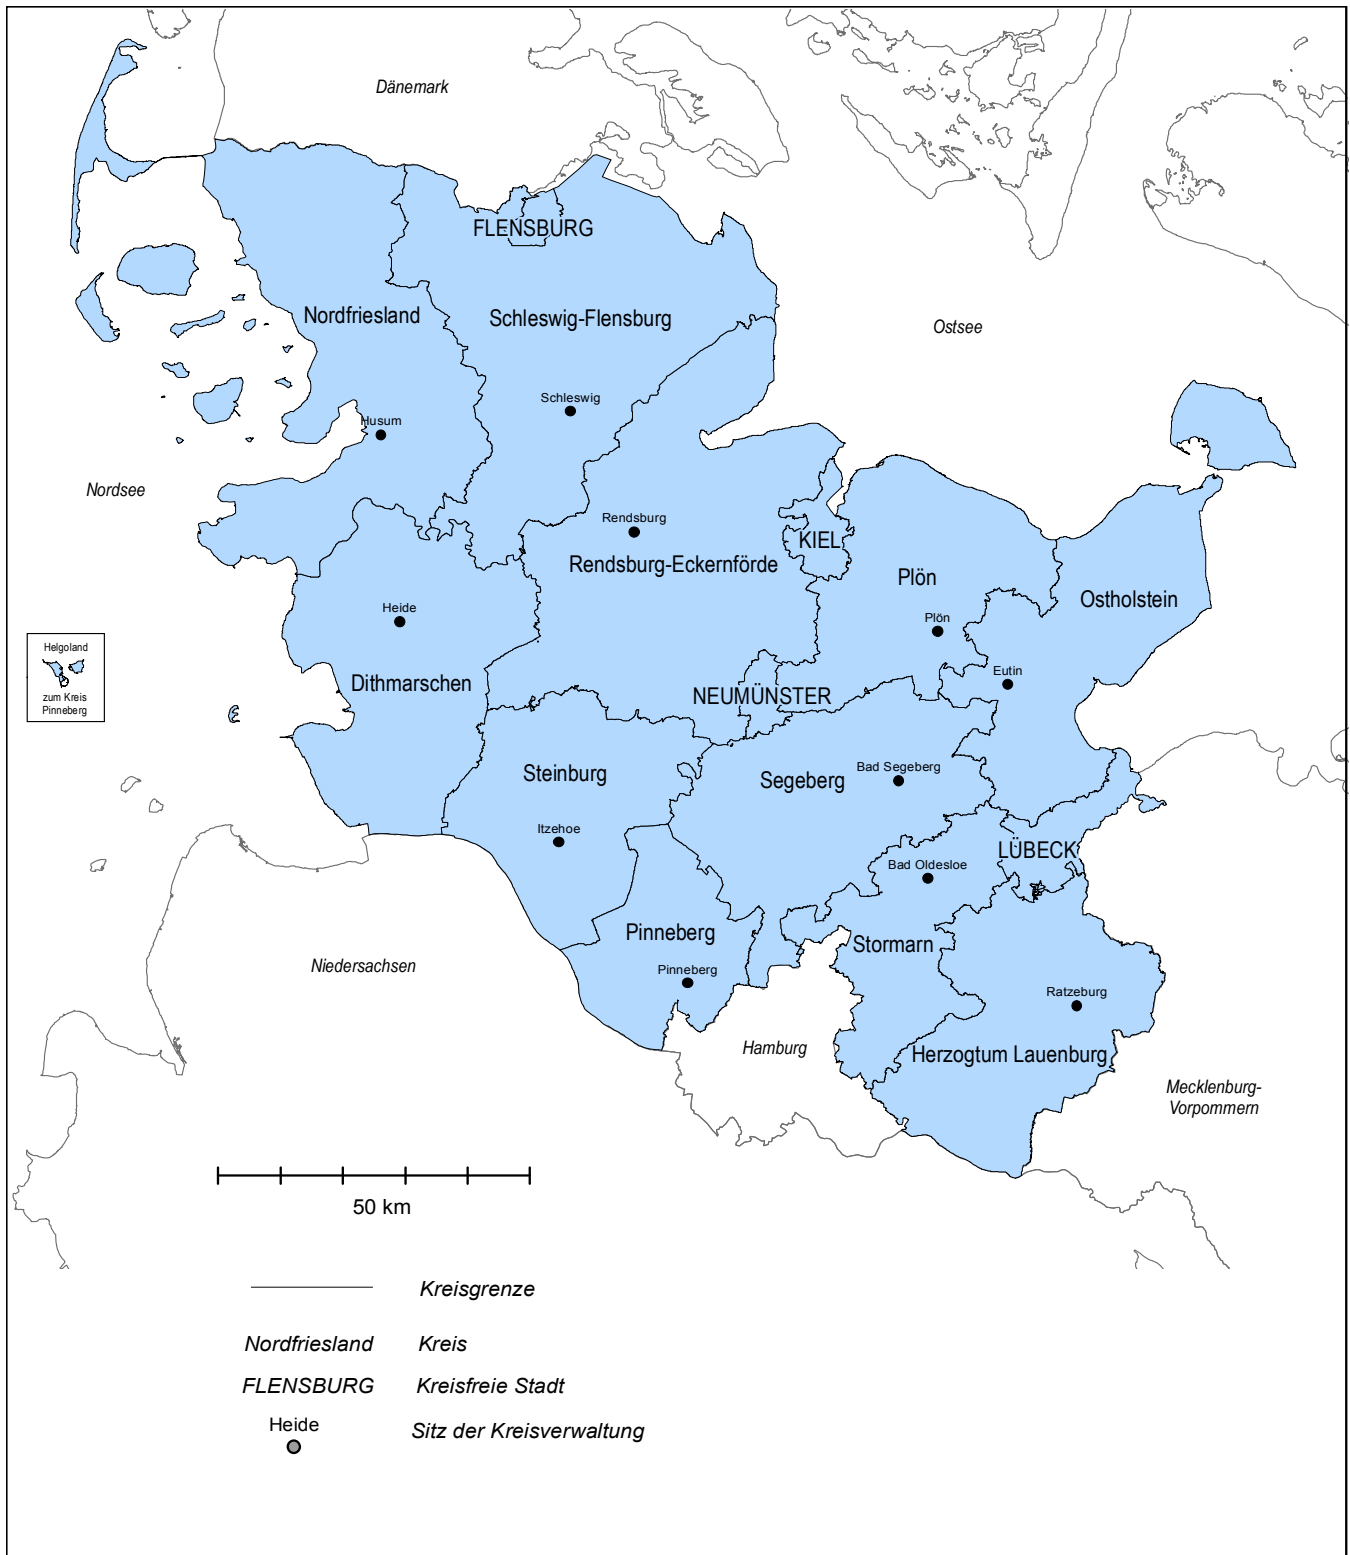 Dänemark
FLENSBURG
Nordfriesland
Schleswig-Flensburg
Ostsee
Schleswig
Husum
Nordsee
Rendsburg
KIEL
Rendsburg-Eckernförde
Plön
Ostholstein
Heide
Plön
Helgoland
zum Kreis
Pinneberg
Eutin
Dithmarschen
NEUMÜNSTER
Steinburg
Segeberg
Bad Segeberg
Itzehoe
LÜBECK
Bad Oldesloe
Pinneberg
Stormarn
Niedersachsen
Pinneberg
Ratzeburg
Hamburg
Herzogtum Lauenburg
Mecklenburg-
Vorpommern
50 km
Kreisgrenze
Nordfriesland Kreis
FLENSBURG Kreisfreie Stadt
Heide Sitz der Kreisverwaltung